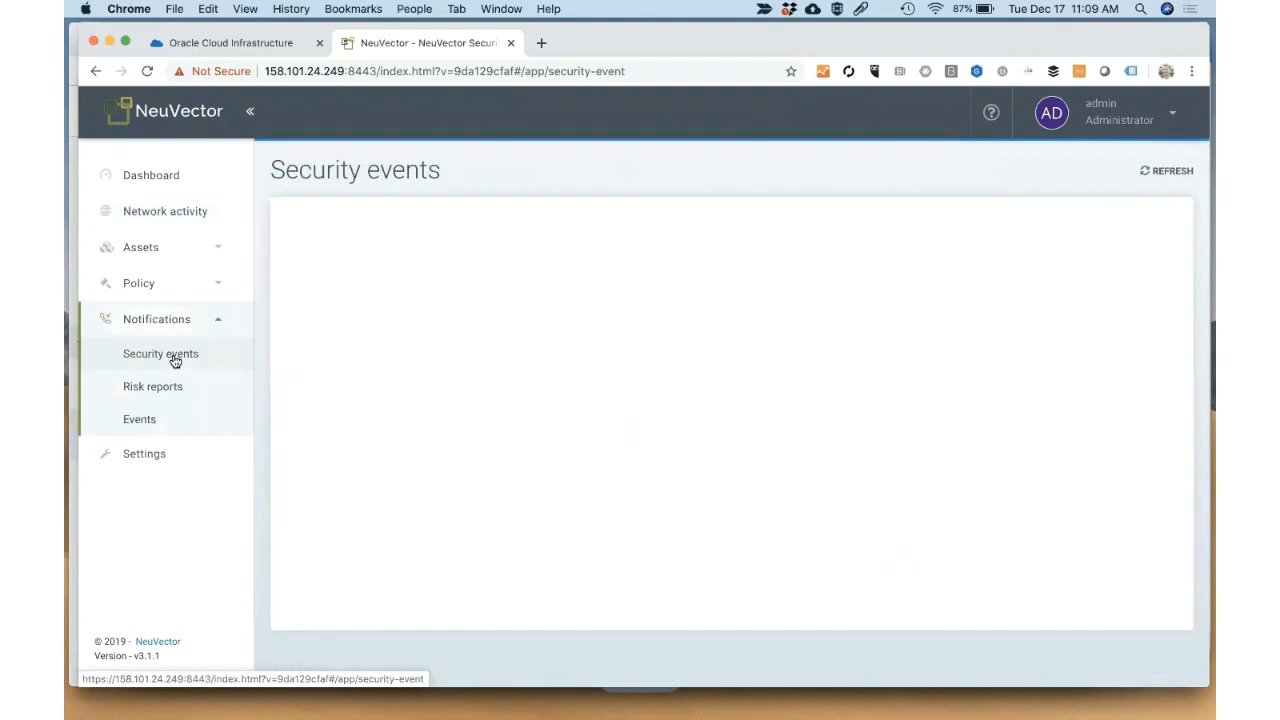 Chrome File Edit View History Bookmarks People Tab Window Help 87% Tue Dec 17 11:09 AM
Oracle Cloud Infrastructure
NeuVector - NeuVector Securi
Not Secure 158.101.24.249:8443/index.html?v=9da129cfaf#/app/security-event
NeuVector «
AD
admin
Administrator
Dashboard
Network activity
Assets
Policy
Notifications
Security events
Risk reports
Events
Settings
Security events
REFRESH
© 2019 - NeuVector
Version - v3.1.1
https://158.101.24.249:8443/index.html?v=9da129cfaf#/app/security-event